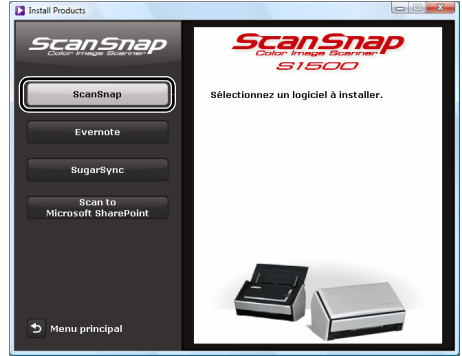 Install Products
ScanSnap
Color Image Scanner
ScanSnap
Color Image Scanner
S1500
ScanSnap
Sélectionnez un logiciel à installer.
Evernote
SugarSync
Scan to
Microsoft SharePoint
Menu principal